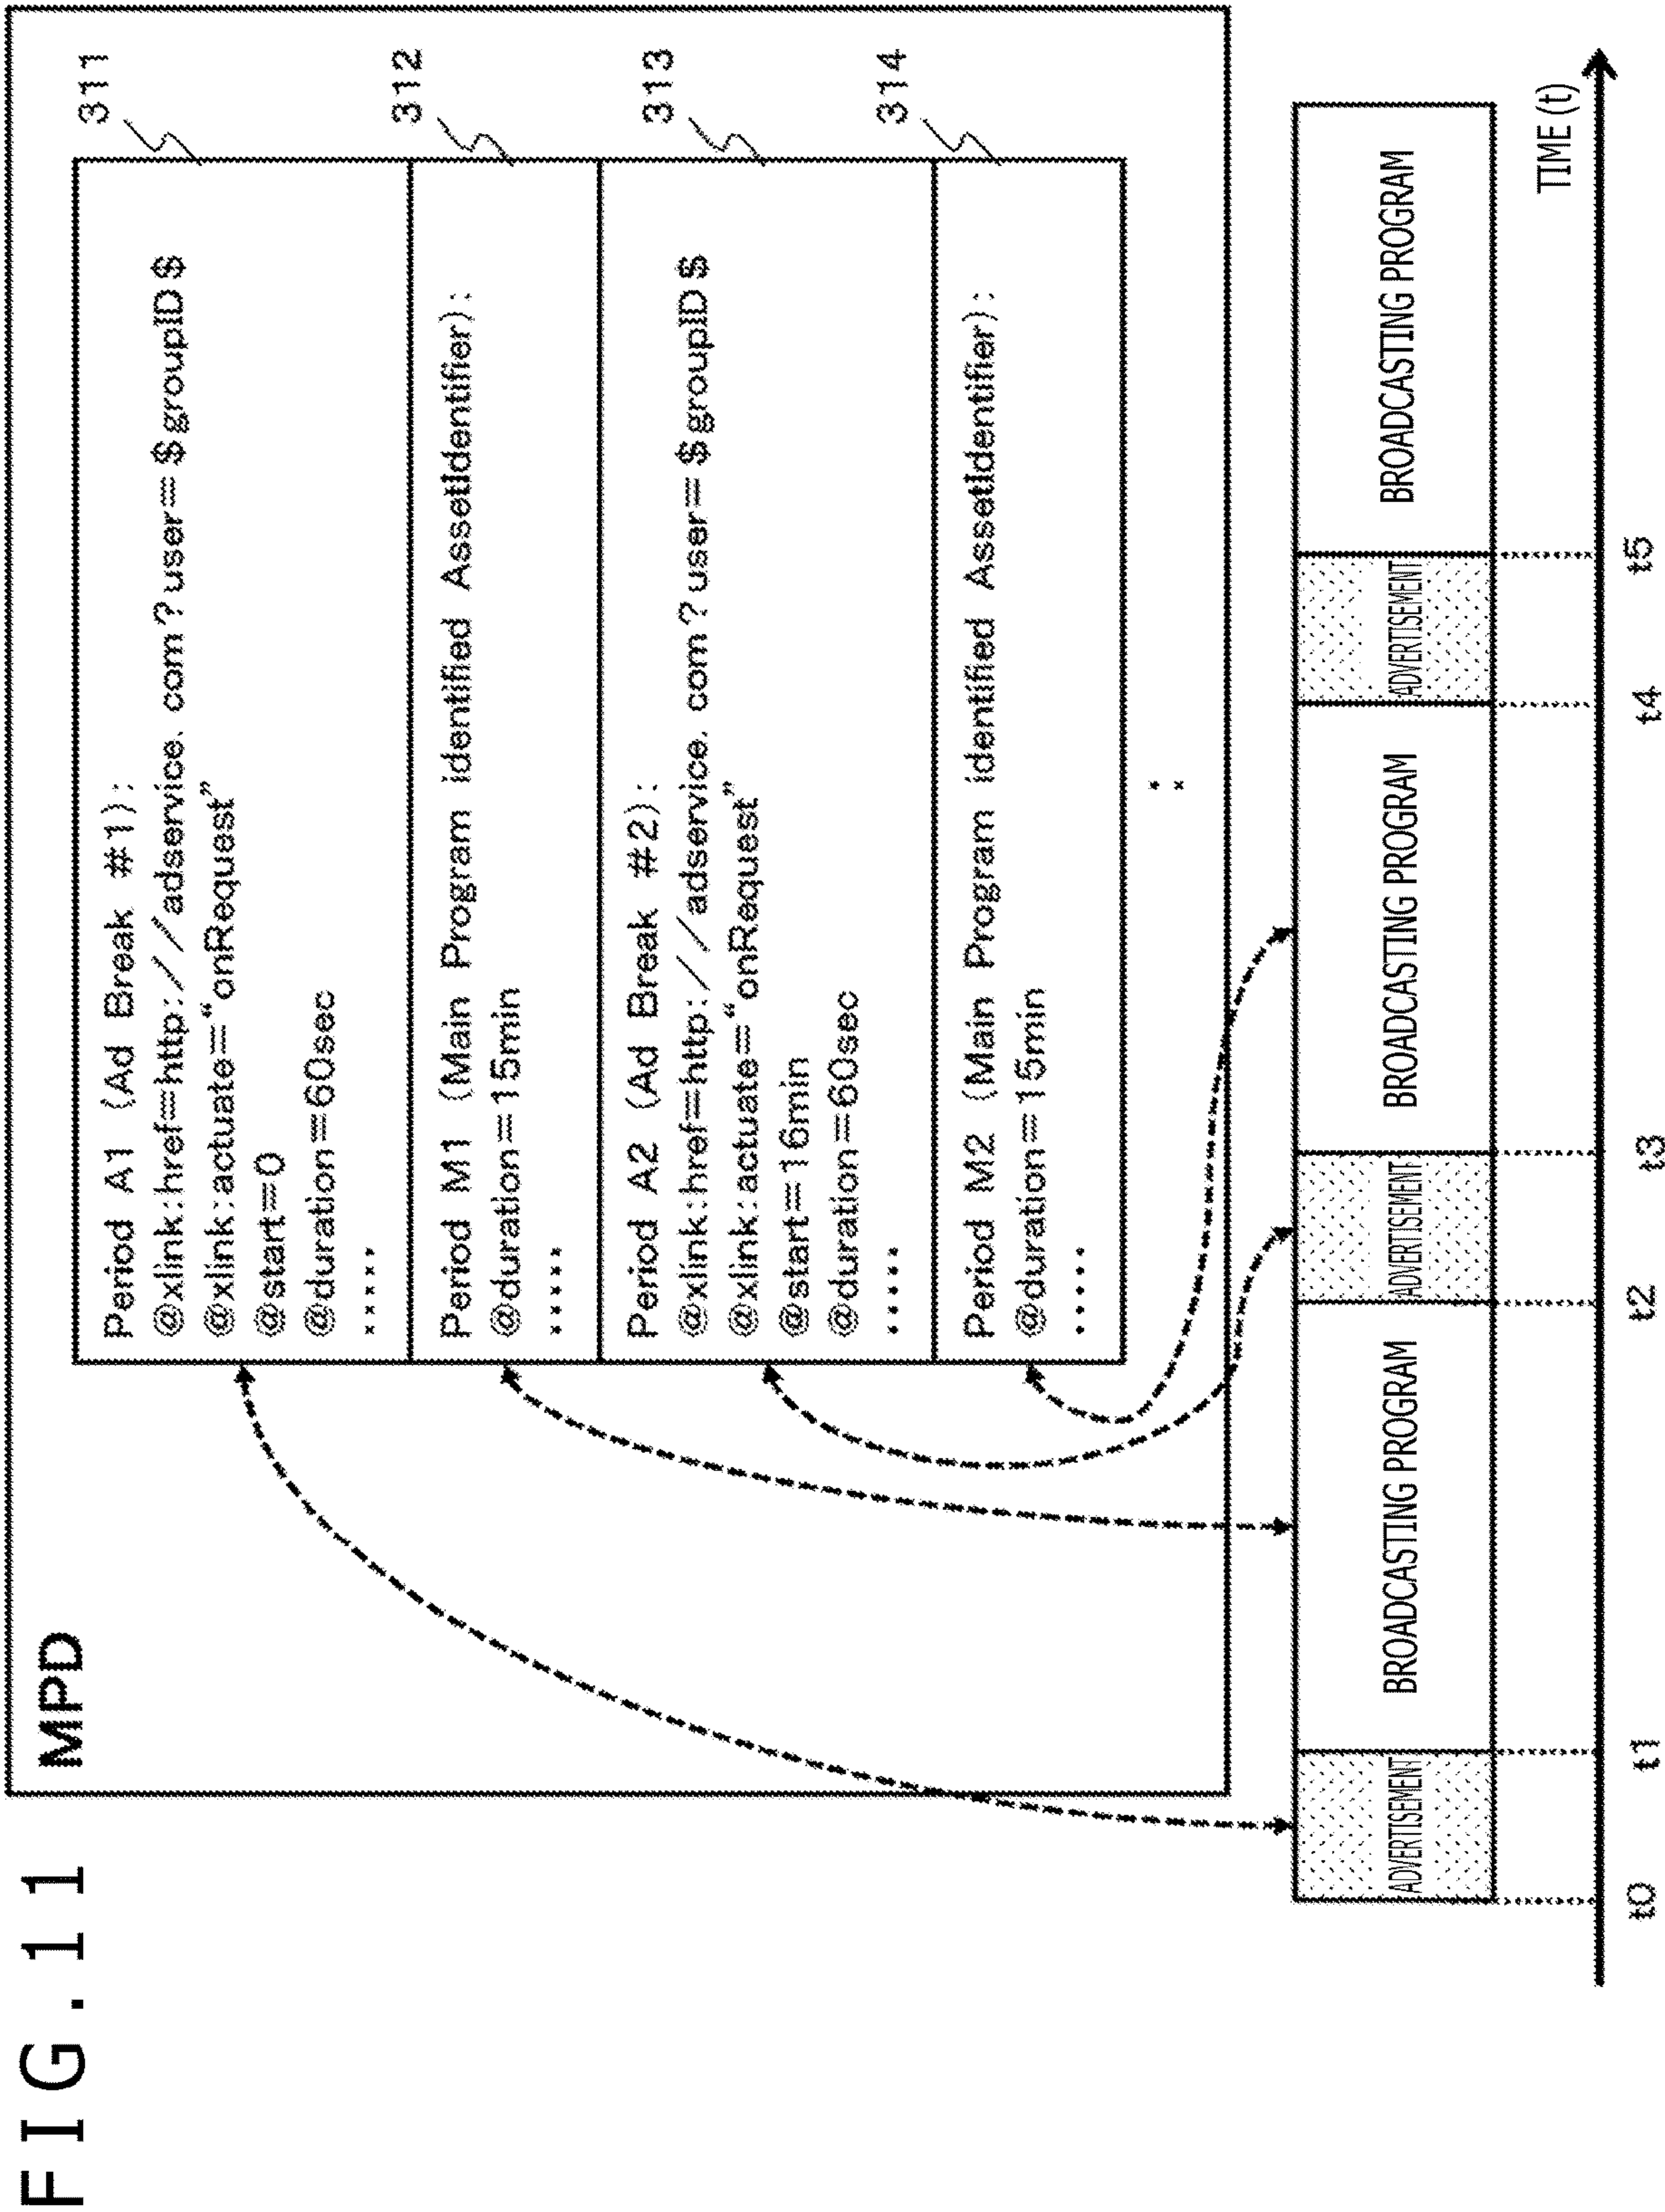 FIG. 11
MPD
Period A1 (Ad Break #1):
@xlink:href=http://adservice.com?user=$groupID$
@xlink:actuate=“onRequest”
@start=0
@duration=60sec
311
Period M1 (Main Program identified AssetIdentifier):
@duration=15min
312
Period A2 (Ad Break #2):
@xlink:href=http://adservice.com?user=$groupID$
@xlink:actuate=“onRequest”
@start=16min
@duration=60sec
313
Period M2 (Main Program identified AssetIdentifier):
@duration=15min
314
ADVERTISEMENT
BROADCASTING PROGRAM
ADVERTISEMENT
BROADCASTING PROGRAM
ADVERTISEMENT
BROADCASTING PROGRAM
TIME (t)
t0
t1
t2
t3
t4
t5